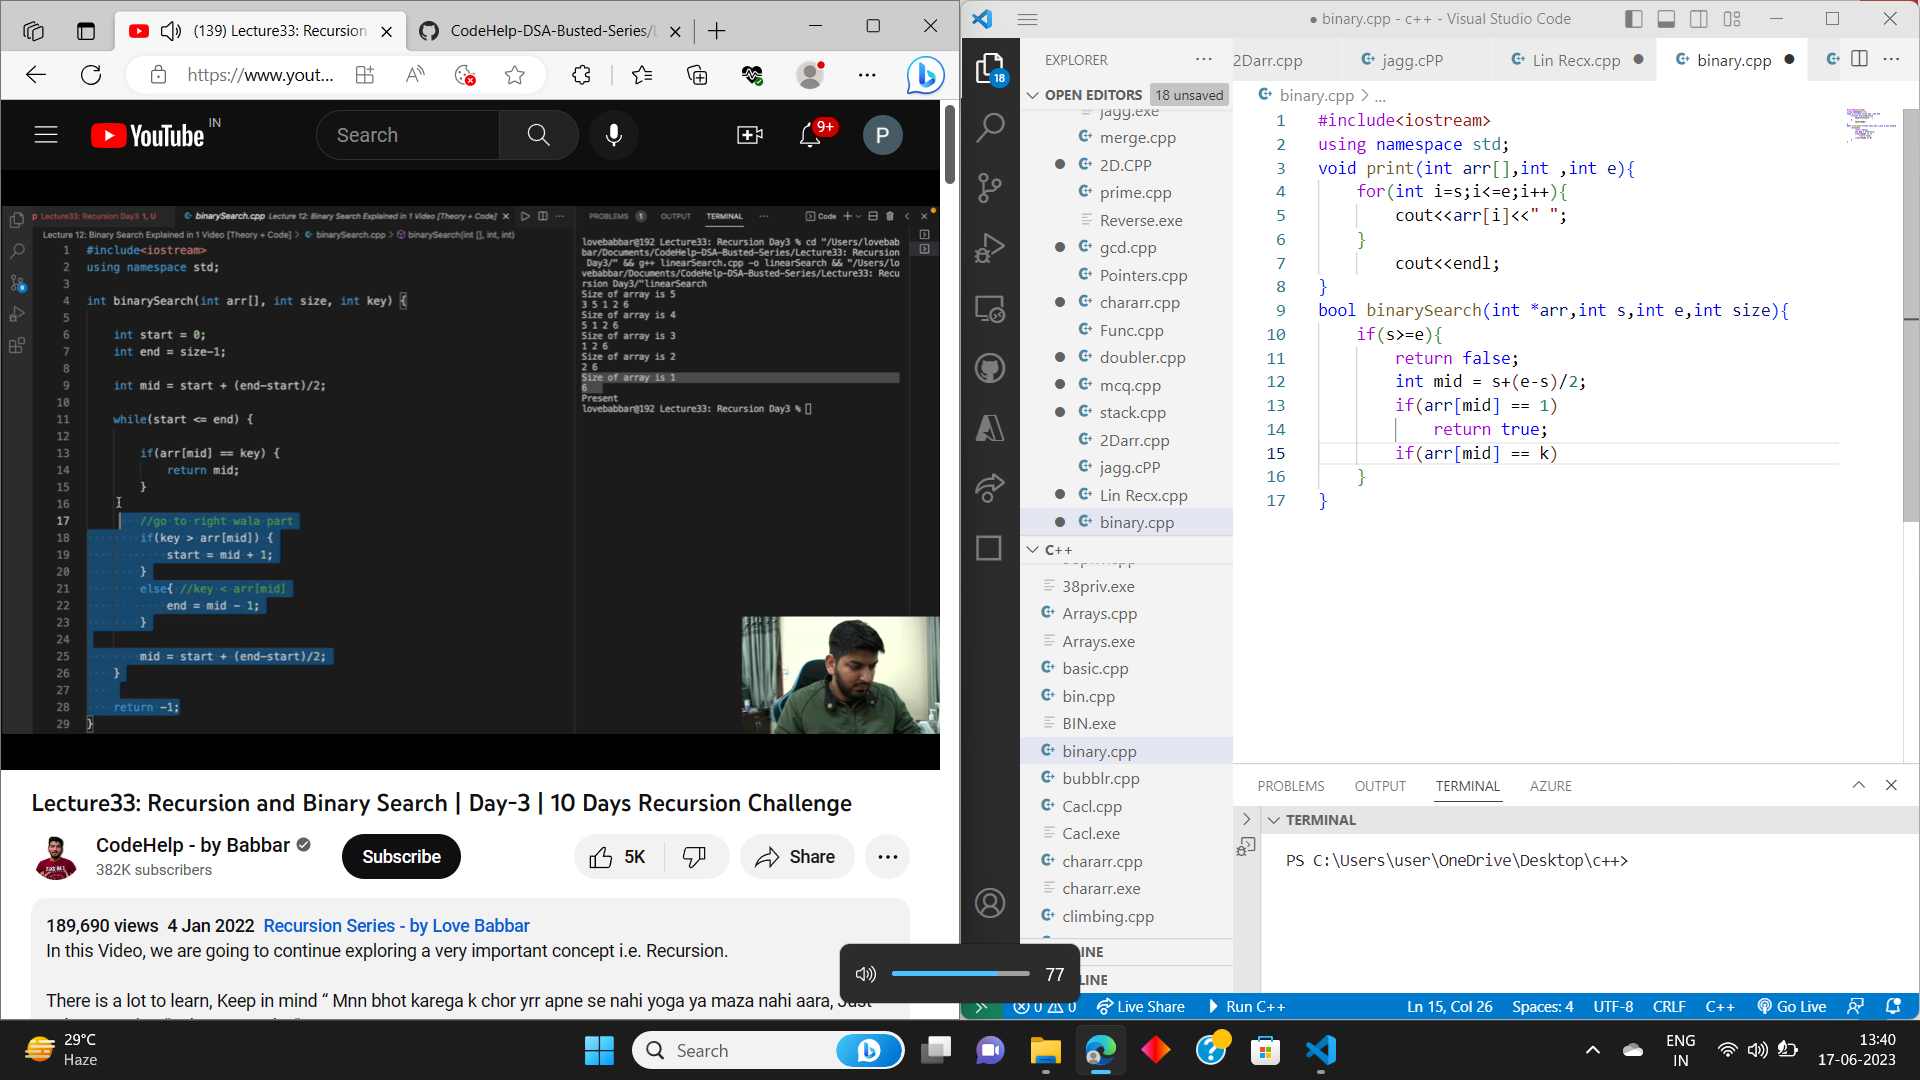 (139) Lecture33: Recursion
CodeHelp-DSA-Busted-Series/L
https://www.yout...
YouTube IN
Search
9+
P
Lecture33: Recursion Day3 1, U
binarySearch.cpp Lecture 12: Binary Search Explained in 1 Video [Theory + Code]
Lecture 12: Binary Search Explained in 1 Video [Theory + Code] > binarySearch.cpp > binarySearch(int [], int, int)
1 #include<iostream>
2 using namespace std;
3
4 int binarySearch(int arr[], int size, int key) {
5
6 int start = 0;
7 int end = size-1;
8
9 int mid = start + (end-start)/2;
10
11 while(start <= end) {
12
13 if(arr[mid] == key) {
14 return mid;
15 }
16
17 //go to right wala part
18 if(key > arr[mid]) {
19 start = mid + 1;
20 }
21 else{ //key < arr[mid]
22 end = mid - 1;
23 }
24
25 mid = start + (end-start)/2;
26 }
27
28 return -1;
29 }
PROBLEMS 1 OUTPUT TERMINAL ... Code
lovebabbar@192 Lecture33: Recursion Day3 % cd "/Users/lovebab
bar/Documents/CodeHelp-DSA-Busted-Series/Lecture33: Recursion
Day3/" && g++ linearSearch.cpp -o linearSearch && "/Users/lo
vebabbar/Documents/CodeHelp-DSA-Busted-Series/Lecture33: Recu
rsion Day3/"linearSearch
Size of array is 5
3 5 1 2 6
Size of array is 4
5 1 2 6
Size of array is 3
1 2 6
Size of array is 2
2 6
Size of array is 1
6
Present
lovebabbar@192 Lecture33: Recursion Day3 %
Lecture33: Recursion and Binary Search | Day-3 | 10 Days Recursion Challenge
CodeHelp - by Babbar
382K subscribers
Subscribe
5K
Share
189,690 views 4 Jan 2022 Recursion Series - by Love Babbar
In this Video, we are going to continue exploring a very important concept i.e. Recursion.
There is a lot to learn, Keep in mind “ Mnn bhot karega k chor yrr apne se nahi yoga ya maza nahi aara, Just
77
● binary.cpp - c++ - Visual Studio Code
18
EXPLORER
OPEN EDITORS 18 unsaved
jagg.exe
merge.cpp
2D.CPP
prime.cpp
Reverse.exe
gcd.cpp
Pointers.cpp
chararr.cpp
Func.cpp
doubler.cpp
mcq.cpp
stack.cpp
2Darr.cpp
jagg.cPP
Lin Recx.cpp
binary.cpp
C++
38priv.exe
Arrays.cpp
Arrays.exe
basic.cpp
bin.cpp
BIN.exe
binary.cpp
bubblr.cpp
Cacl.cpp
Cacl.exe
chararr.cpp
chararr.exe
climbing.cpp
INE
LINE
2Darr.cpp
jagg.cPP
Lin Recx.cpp
binary.cpp
binary.cpp > ...
1 #include<iostream>
2 using namespace std;
3 void print(int arr[],int ,int e){
4 for(int i=s;i<=e;i++){
5 cout<<arr[i]<<" ";
6 }
7 cout<<endl;
8 }
9 bool binarySearch(int *arr,int s,int e,int size){
10 if(s>=e){
11 return false;
12 int mid = s+(e-s)/2;
13 if(arr[mid] == 1)
14 return true;
15 if(arr[mid] == k)
16 }
17 }
PROBLEMS OUTPUT TERMINAL AZURE
TERMINAL
PS C:\Users\user\OneDrive\Desktop\c++>
0 0 Live Share Run C++ Ln 15, Col 26 Spaces: 4 UTF-8 CRLF C++ Go Live
29°C
Haze
Search
ENG
IN
13:40
17-06-2023